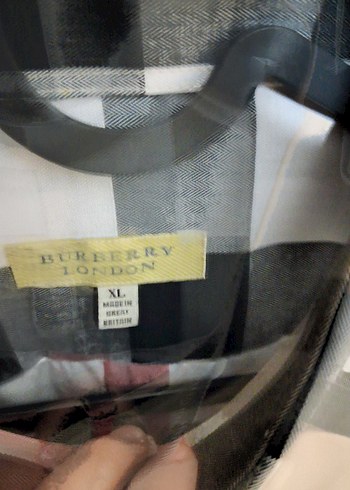 BURBERRY
LONDON
XL
MADE IN
GREAT
BRITAIN